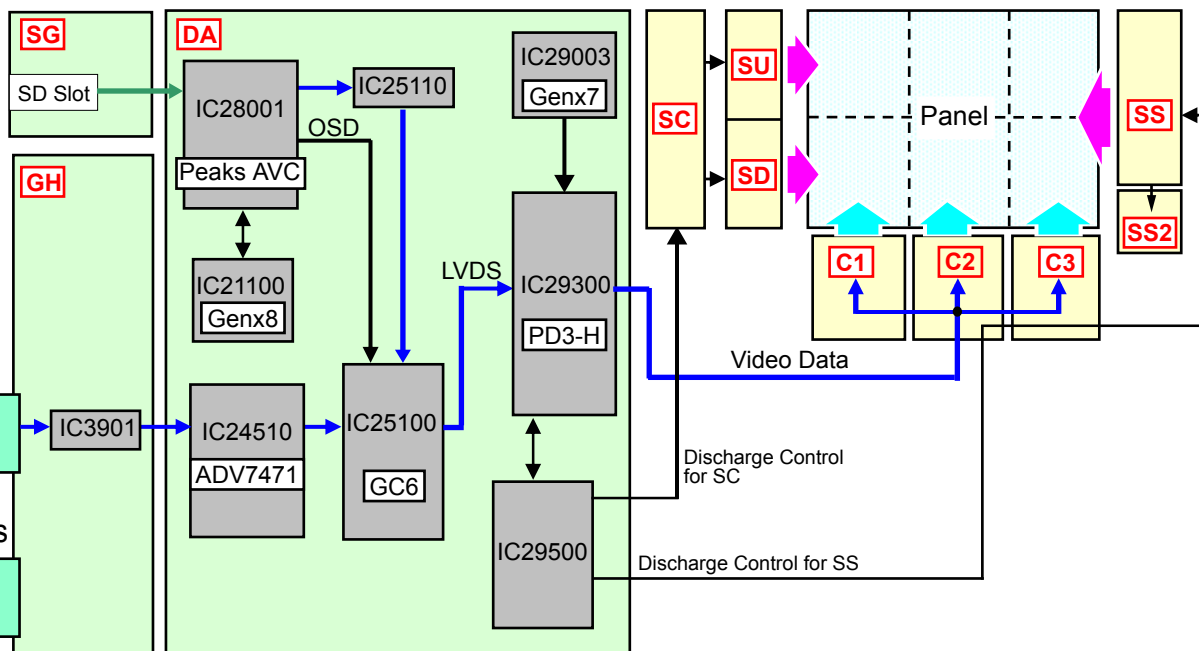 SG
SD Slot
GH
IC3901
S
DA
IC28001
Peaks AVC
IC25110
OSD
IC21100
Genx8
IC24510
ADV7471
IC25100
GC6
LVDS
IC29003
Genx7
IC29300
PD3-H
IC29500
SC
SU
SD
Panel
SS
SS2
C1
C2
C3
Video Data
Discharge Control
for SC
Discharge Control for SS